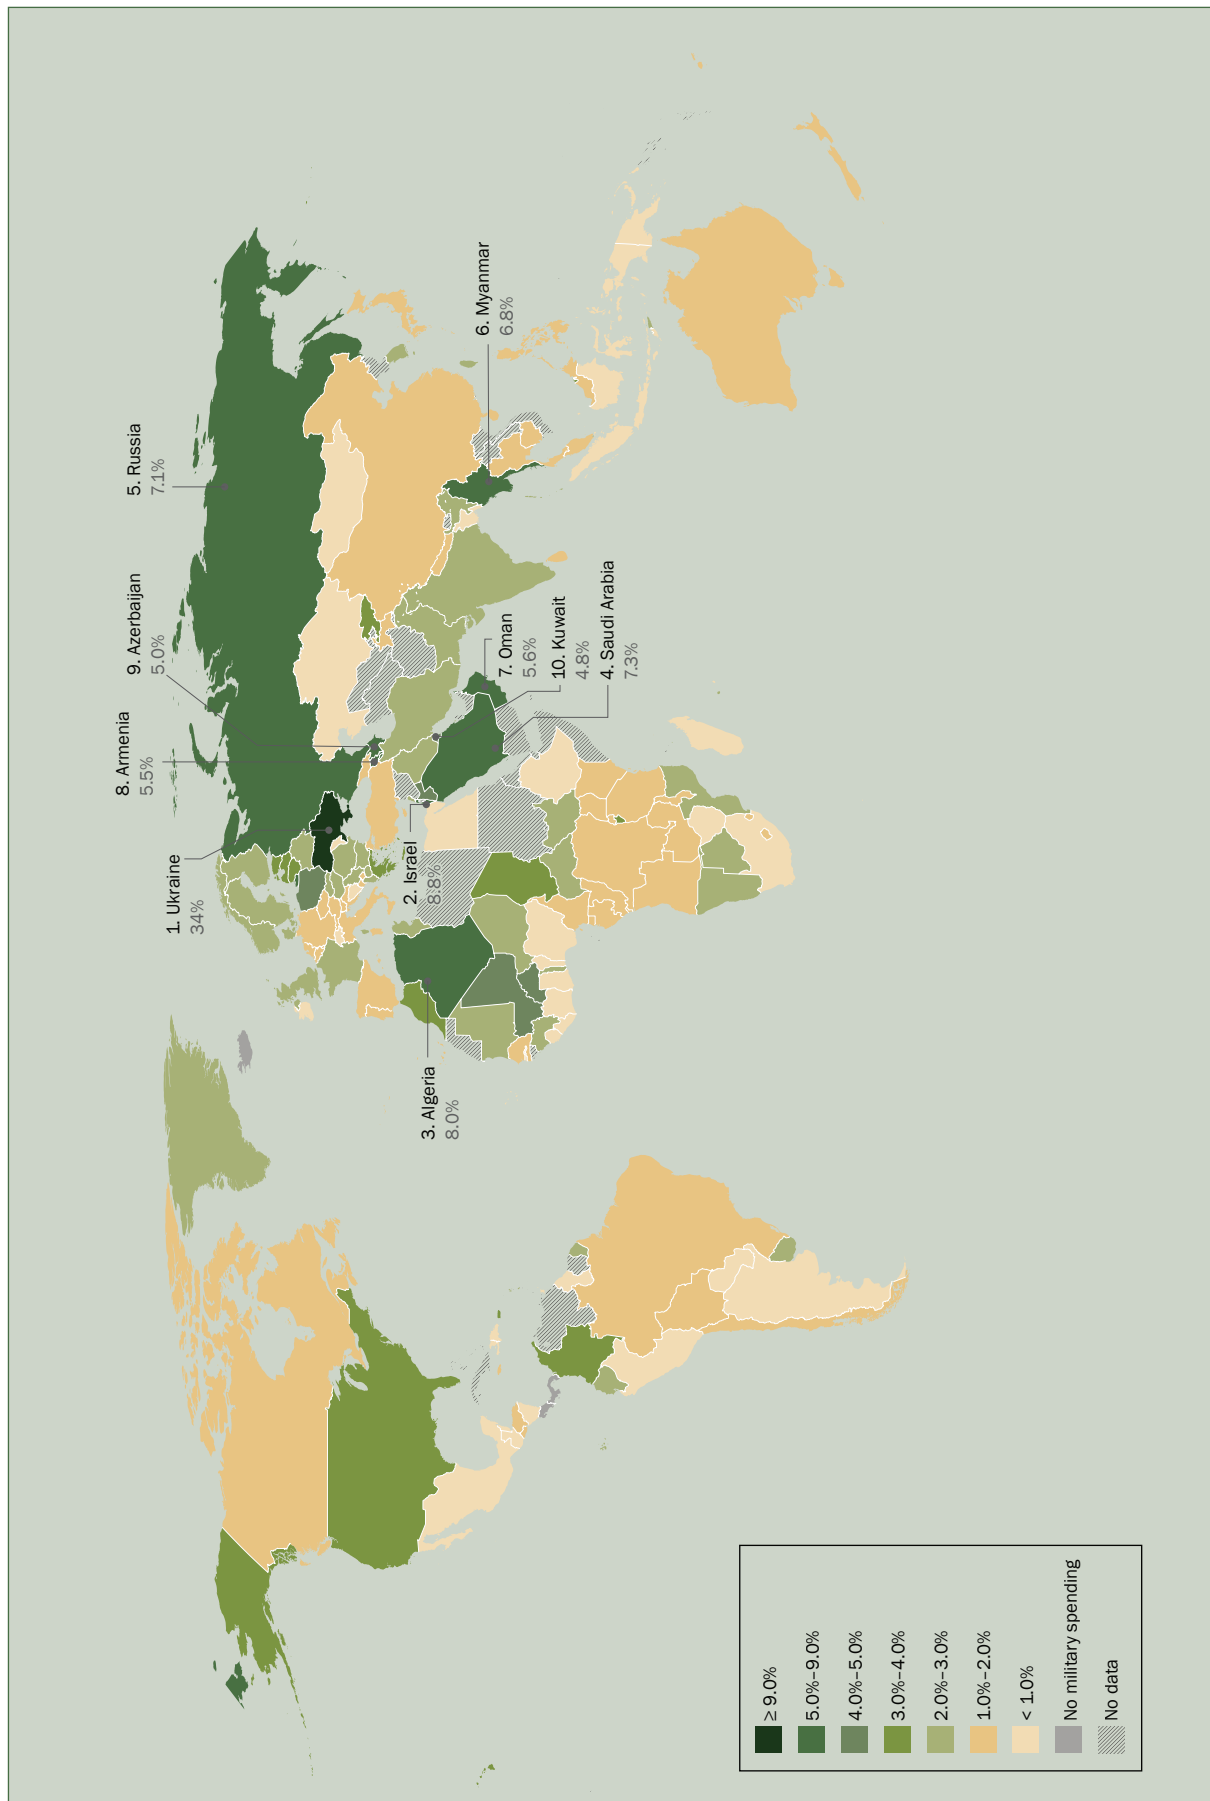 1. Ukraine
34%
8. Armenia
5.5%
9. Azerbaijan
5.0%
5. Russia
7.1%
3. Algeria
8.0%
2. Israel
8.8%
7. Oman
5.6%
10. Kuwait
4.8%
4. Saudi Arabia
7.3%
6. Myanmar
6.8%
≥ 9.0%
5.0%–9.0%
4.0%–5.0%
3.0%–4.0%
2.0%–3.0%
1.0%–2.0%
< 1.0%
No military spending
No data